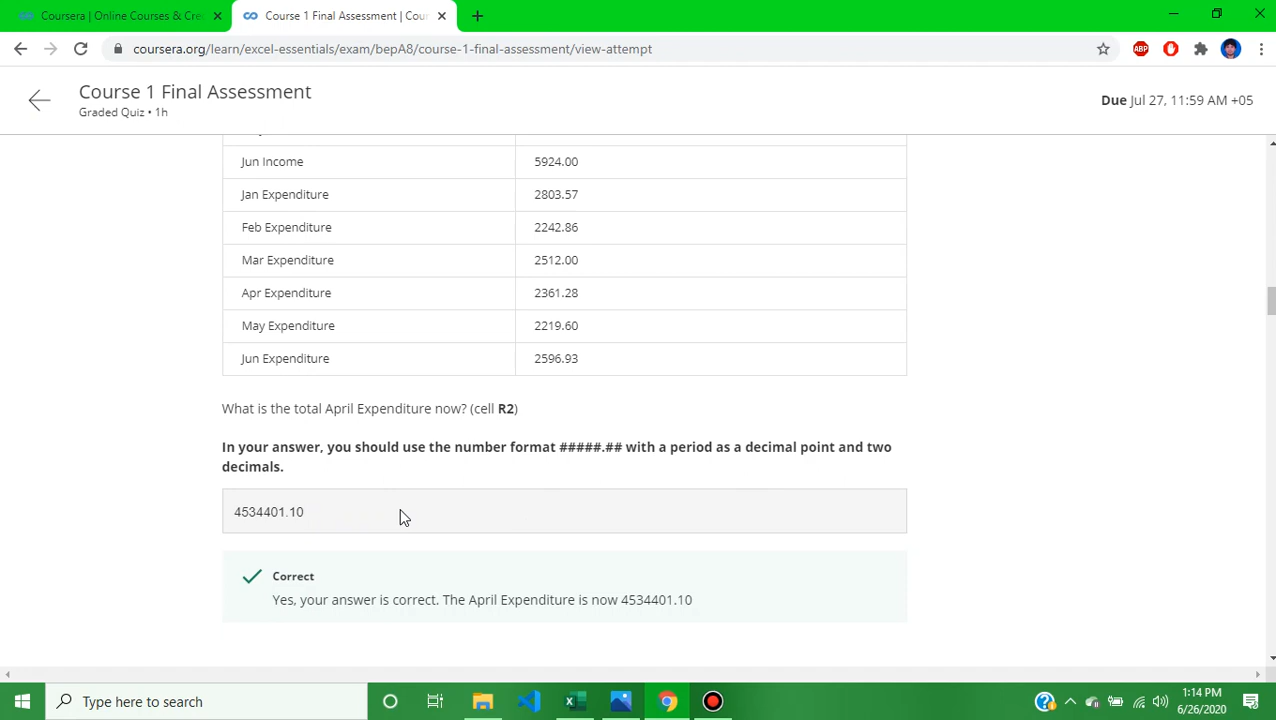 Coursera | Online Courses & Cre
Course 1 Final Assessment | Cou
coursera.org/learn/excel-essentials/exam/bepA8/course-1-final-assessment/view-attempt
ABP
Course 1 Final Assessment
Graded Quiz • 1h
Due Jul 27, 11:59 AM +05
Jun Income 5924.00
Jan Expenditure 2803.57
Feb Expenditure 2242.86
Mar Expenditure 2512.00
Apr Expenditure 2361.28
May Expenditure 2219.60
Jun Expenditure 2596.93
What is the total April Expenditure now? (cell R2)
In your answer, you should use the number format #####.## with a period as a decimal point and two
decimals.
4534401.10
Correct
Yes, your answer is correct. The April Expenditure is now 4534401.10
Type here to search
1:14 PM
6/26/2020